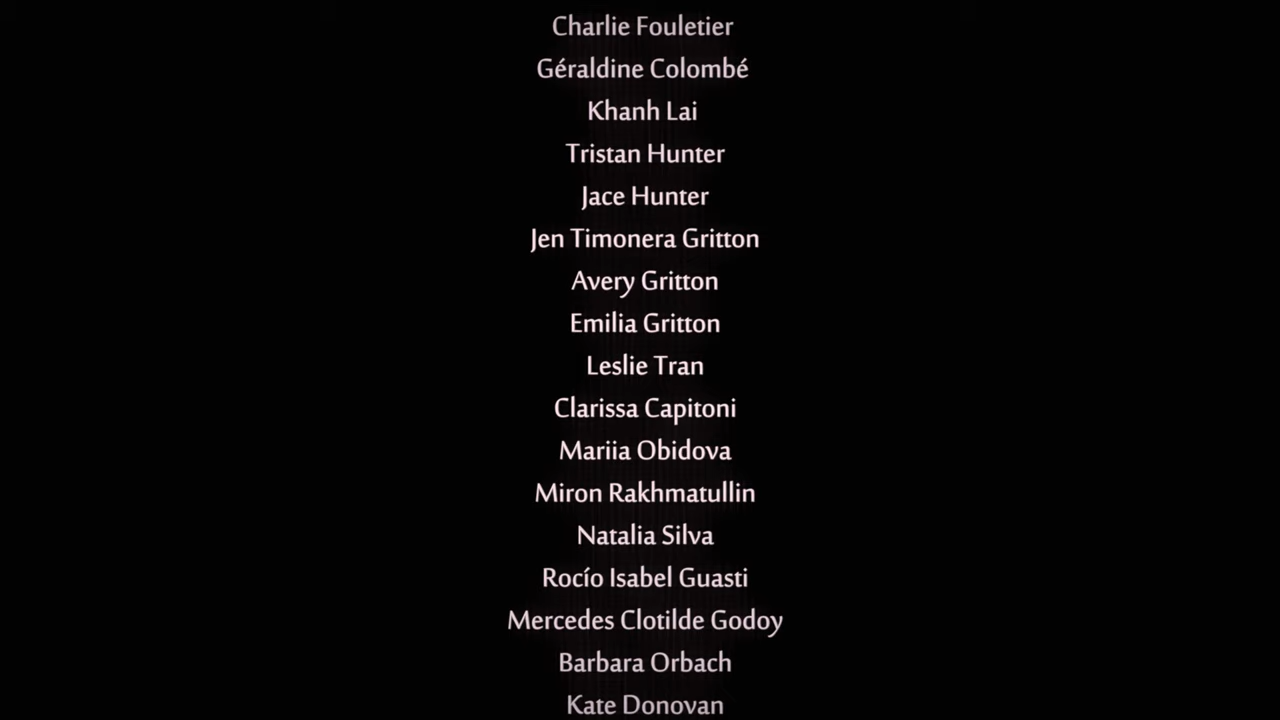 Charlie Fouletier
Géraldine Colombé
Khanh Lai
Tristan Hunter
Jace Hunter
Jen Timonera Gritton
Avery Gritton
Emilia Gritton
Leslie Tran
Clarissa Capitoni
Mariia Obidova
Miron Rakhmatullin
Natalia Silva
Rocío Isabel Guasti
Mercedes Clotilde Godoy
Barbara Orbach
Kate Donovan